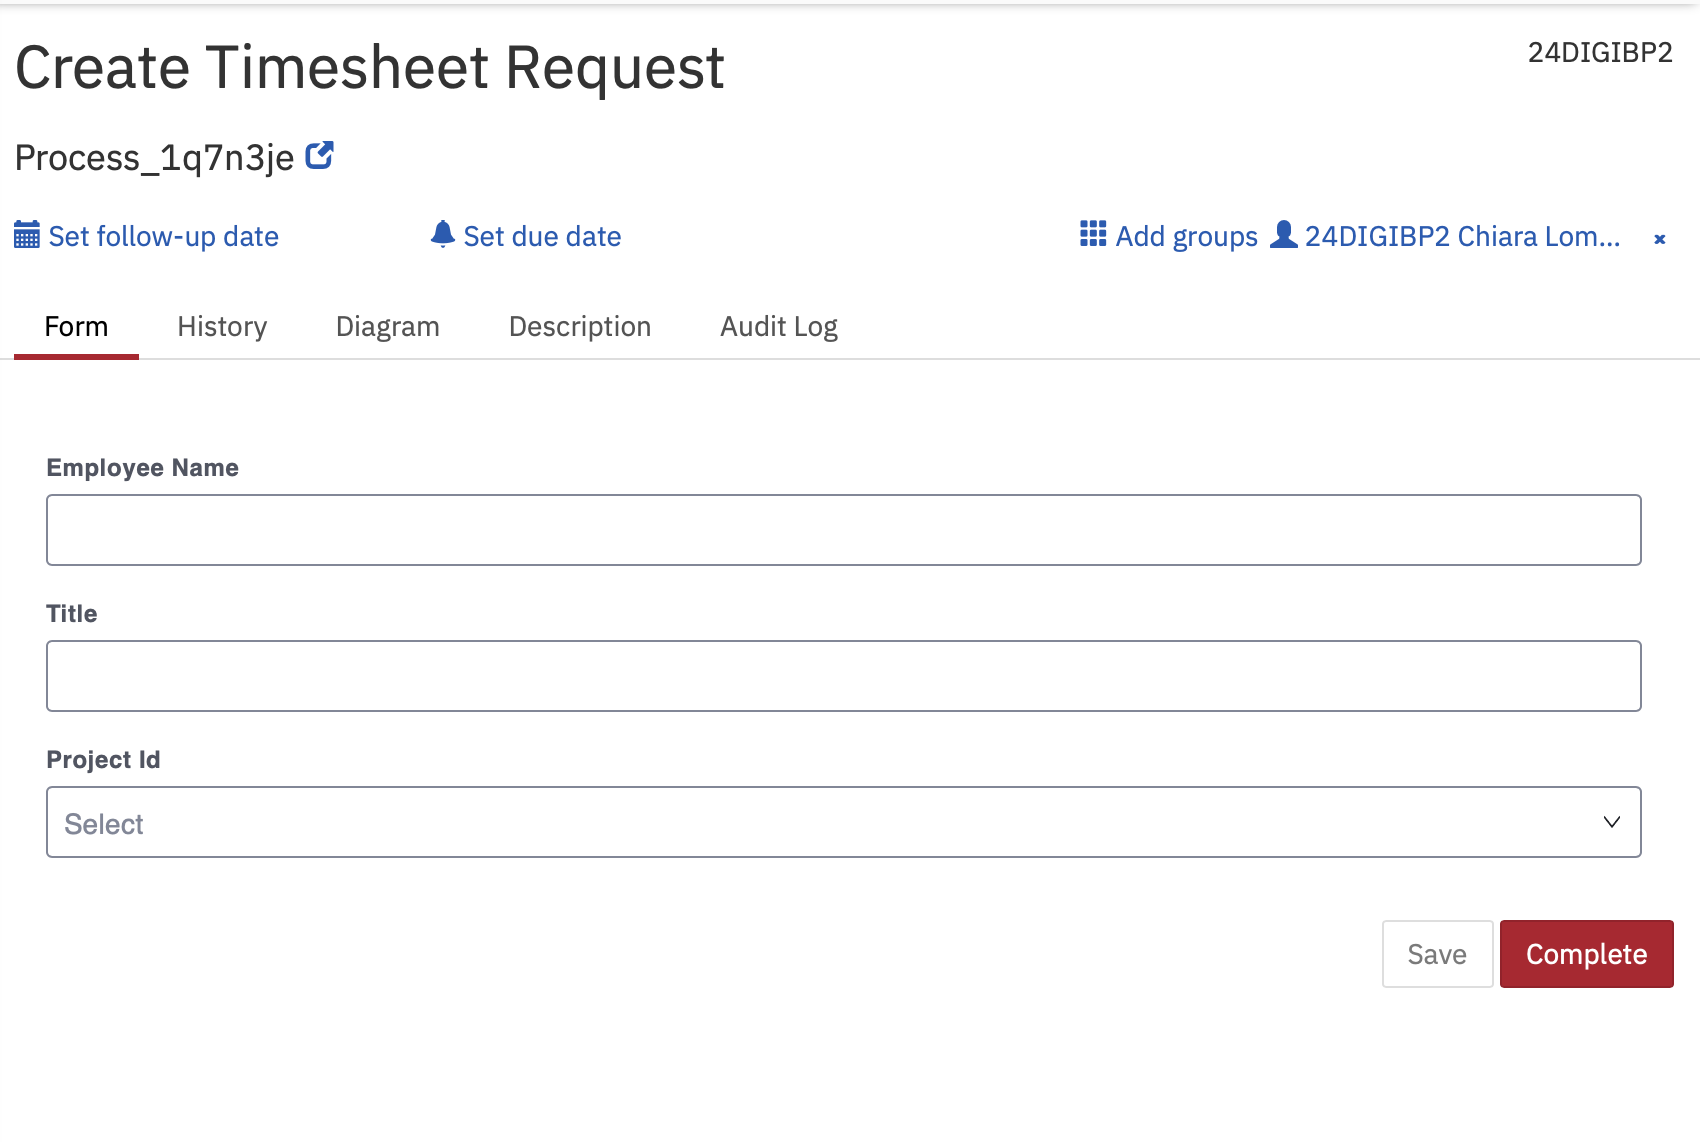 Create Timesheet Request
24DIGIBP2
Process_1q7n3je
Set follow-up date
Set due date
Add groups
24DIGIBP2 Chiara Lom...
×
Form
History
Diagram
Description
Audit Log
Employee Name
Title
Project Id
Select
Save
Complete